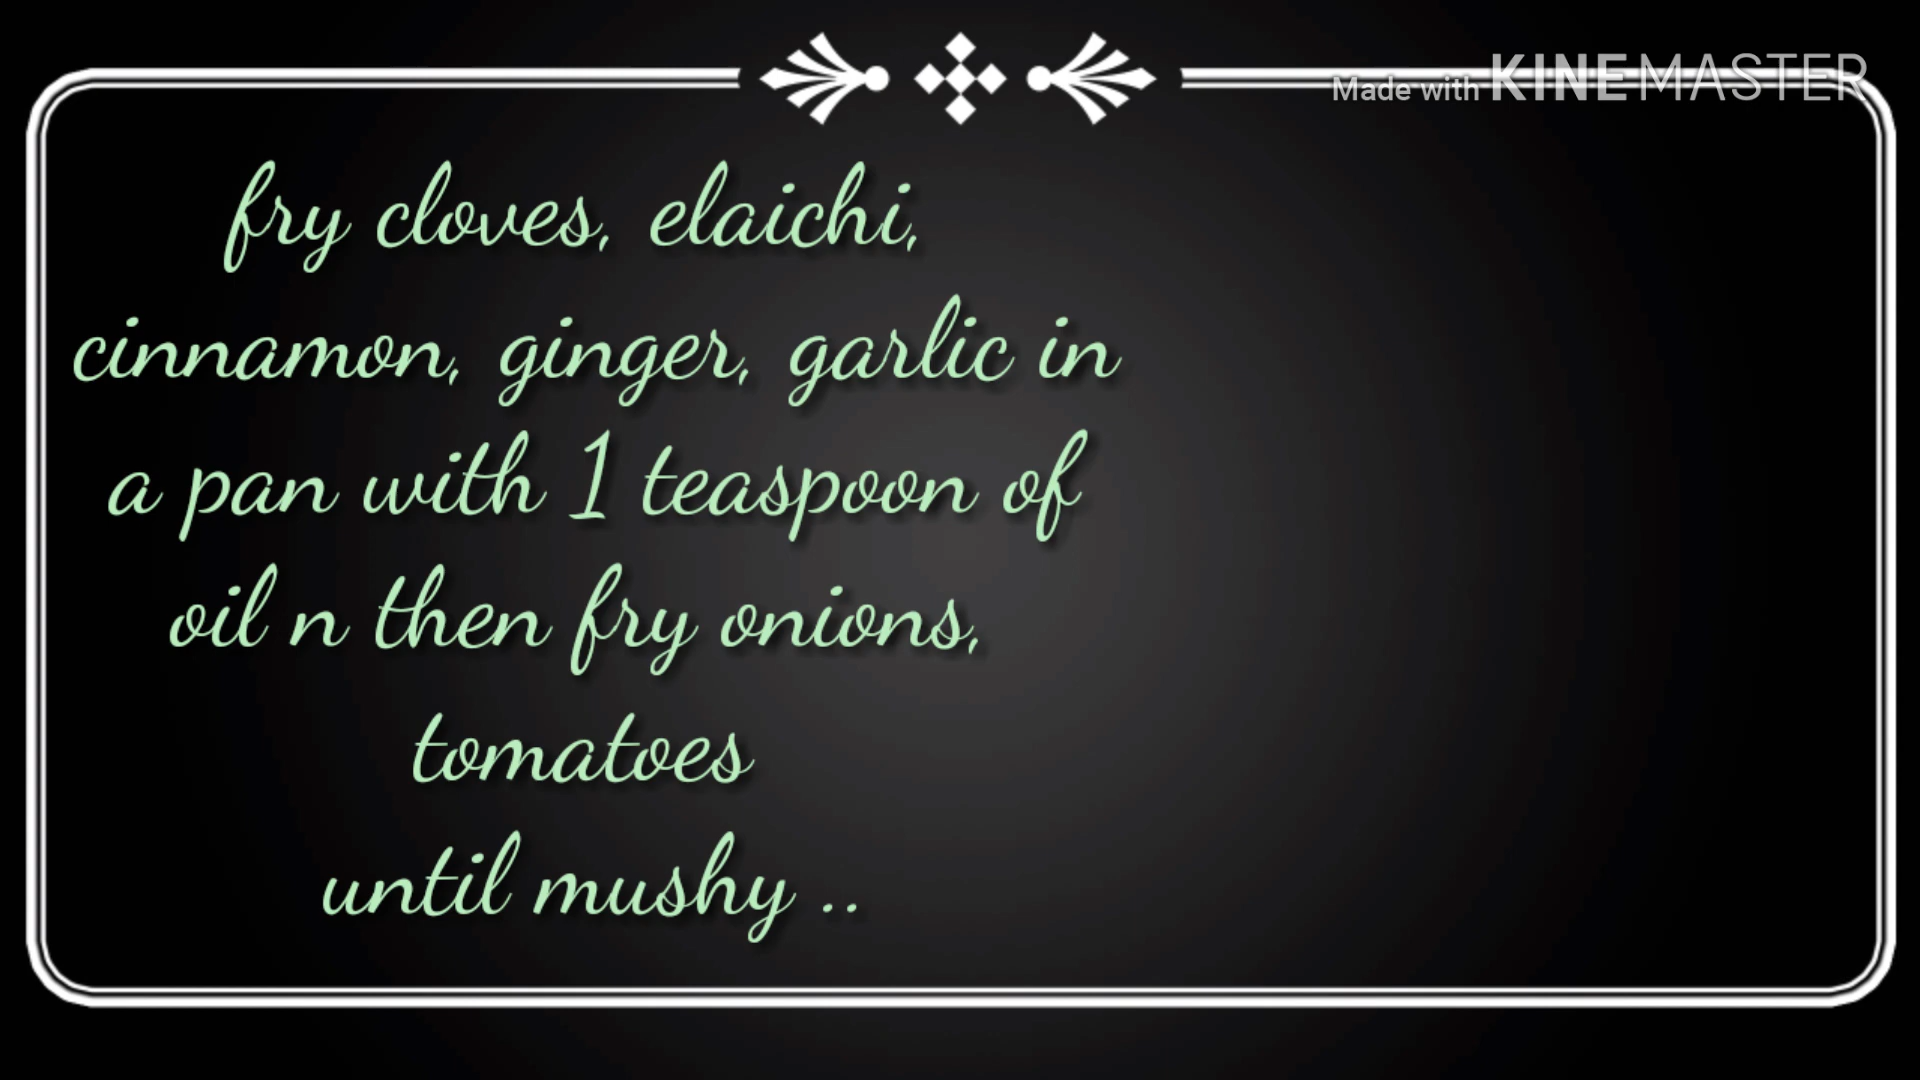 Made with KINEMASTER
fry cloves, elaichi,
cinnamon, ginger, garlic in
a pan with 1 teaspoon of
oil n then fry onions,
tomatoes
until mushy ..